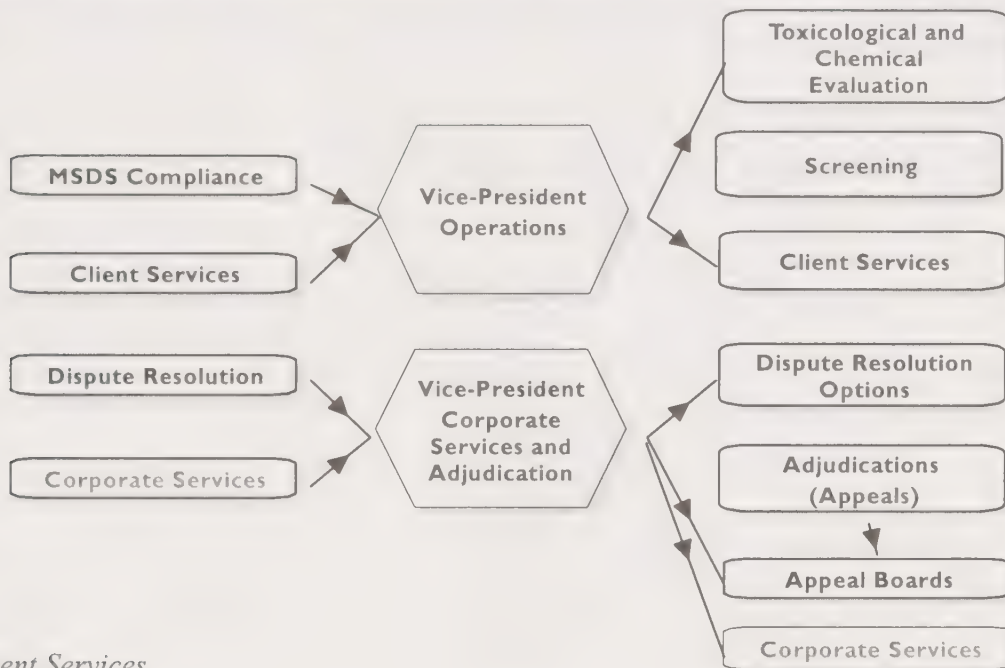 MSDS Compliance
Client Services
Dispute Resolution
Corporate Services
Vice-President
Operations
Vice-President
Corporate
Services and
Adjudication
Toxicological and
Chemical
Evaluation
Screening
Client Services
Dispute Resolution
Options
Adjudications
(Appeals)
Appeal Boards
Corporate Services
Services